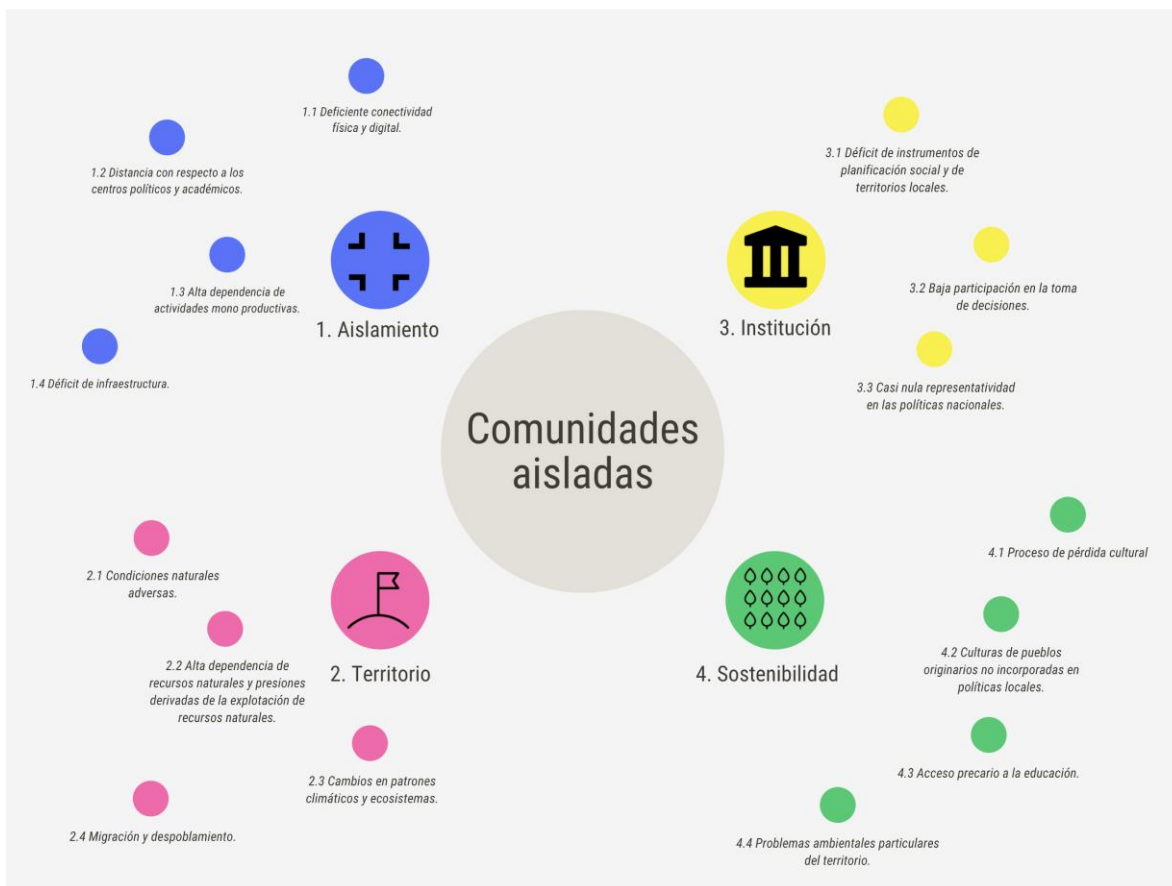 1.1 Deficiente conectividad
física y digital.
1.2 Distancia con respecto a los
centros políticos y académicos.
1.3 Alta dependencia de
actividades mono productivas.
1.4 Déficit de infraestructura.
1. Aislamiento
3.1 Déficit de instrumentos de
planificación social y de
territorios locales.
3.2 Baja participación en la toma
de decisiones.
3.3 Casi nula representatividad
en las políticas nacionales.
3. Institución
Comunidades
aisladas
2.1 Condiciones naturales
adversas.
2.2 Alta dependencia de
recursos naturales y presiones
derivadas de la explotación de
recursos naturales.
2.3 Cambios en patrones
climáticos y ecosistemas.
2.4 Migración y despoblamiento.
2. Territorio
4.1 Proceso de pérdida cultural
4.2 Culturas de pueblos
originarios no incorporadas en
políticas locales.
4.3 Acceso precario a la educación.
4.4 Problemas ambientales particulares
del territorio.
4. Sostenibilidad